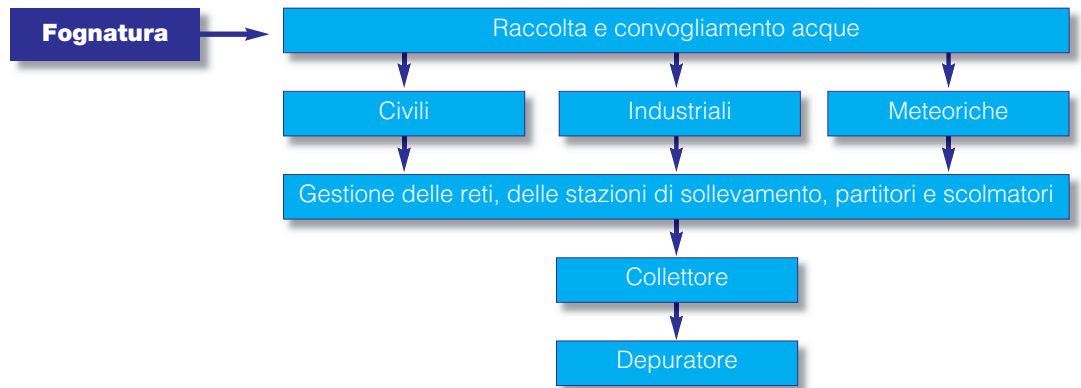 Fognatura
Raccolta e convogliamento acque
Civili
Industriali
Meteoriche
Gestione delle reti, delle stazioni di sollevamento, partitori e scolmatori
Collettore
Depuratore